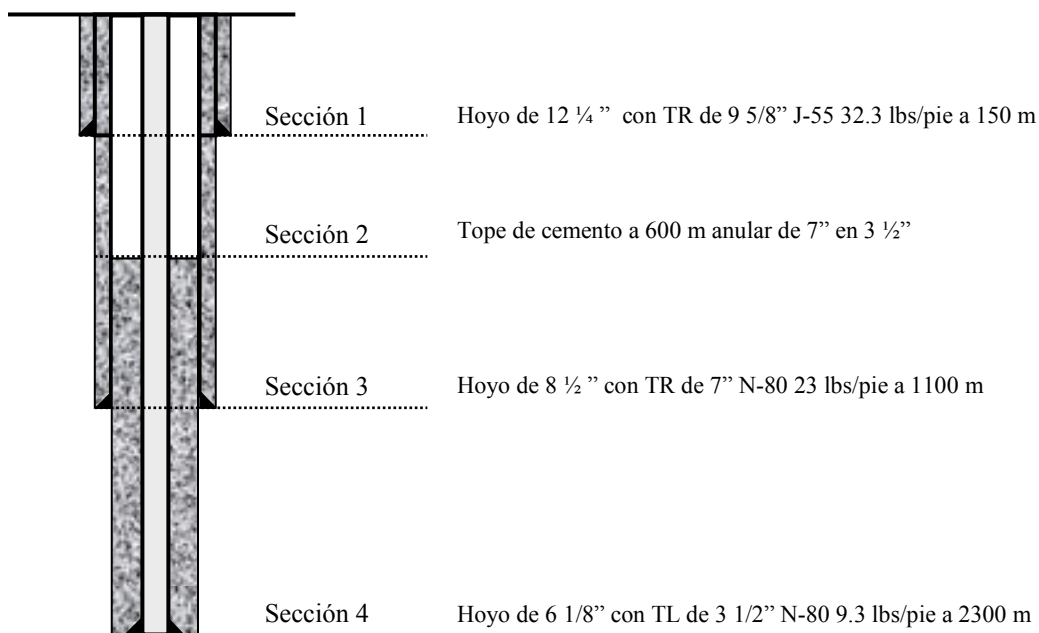 Sección 1 Hoyo de 12 ¼ ” con TR de 9 5/8” J-55 32.3 lbs/pie a 150 m
Sección 2 Tope de cemento a 600 m anular de 7” en 3 ½”
Sección 3 Hoyo de 8 ½ ” con TR de 7” N-80 23 lbs/pie a 1100 m
Sección 4 Hoyo de 6 1/8” con TL de 3 1/2” N-80 9.3 lbs/pie a 2300 m